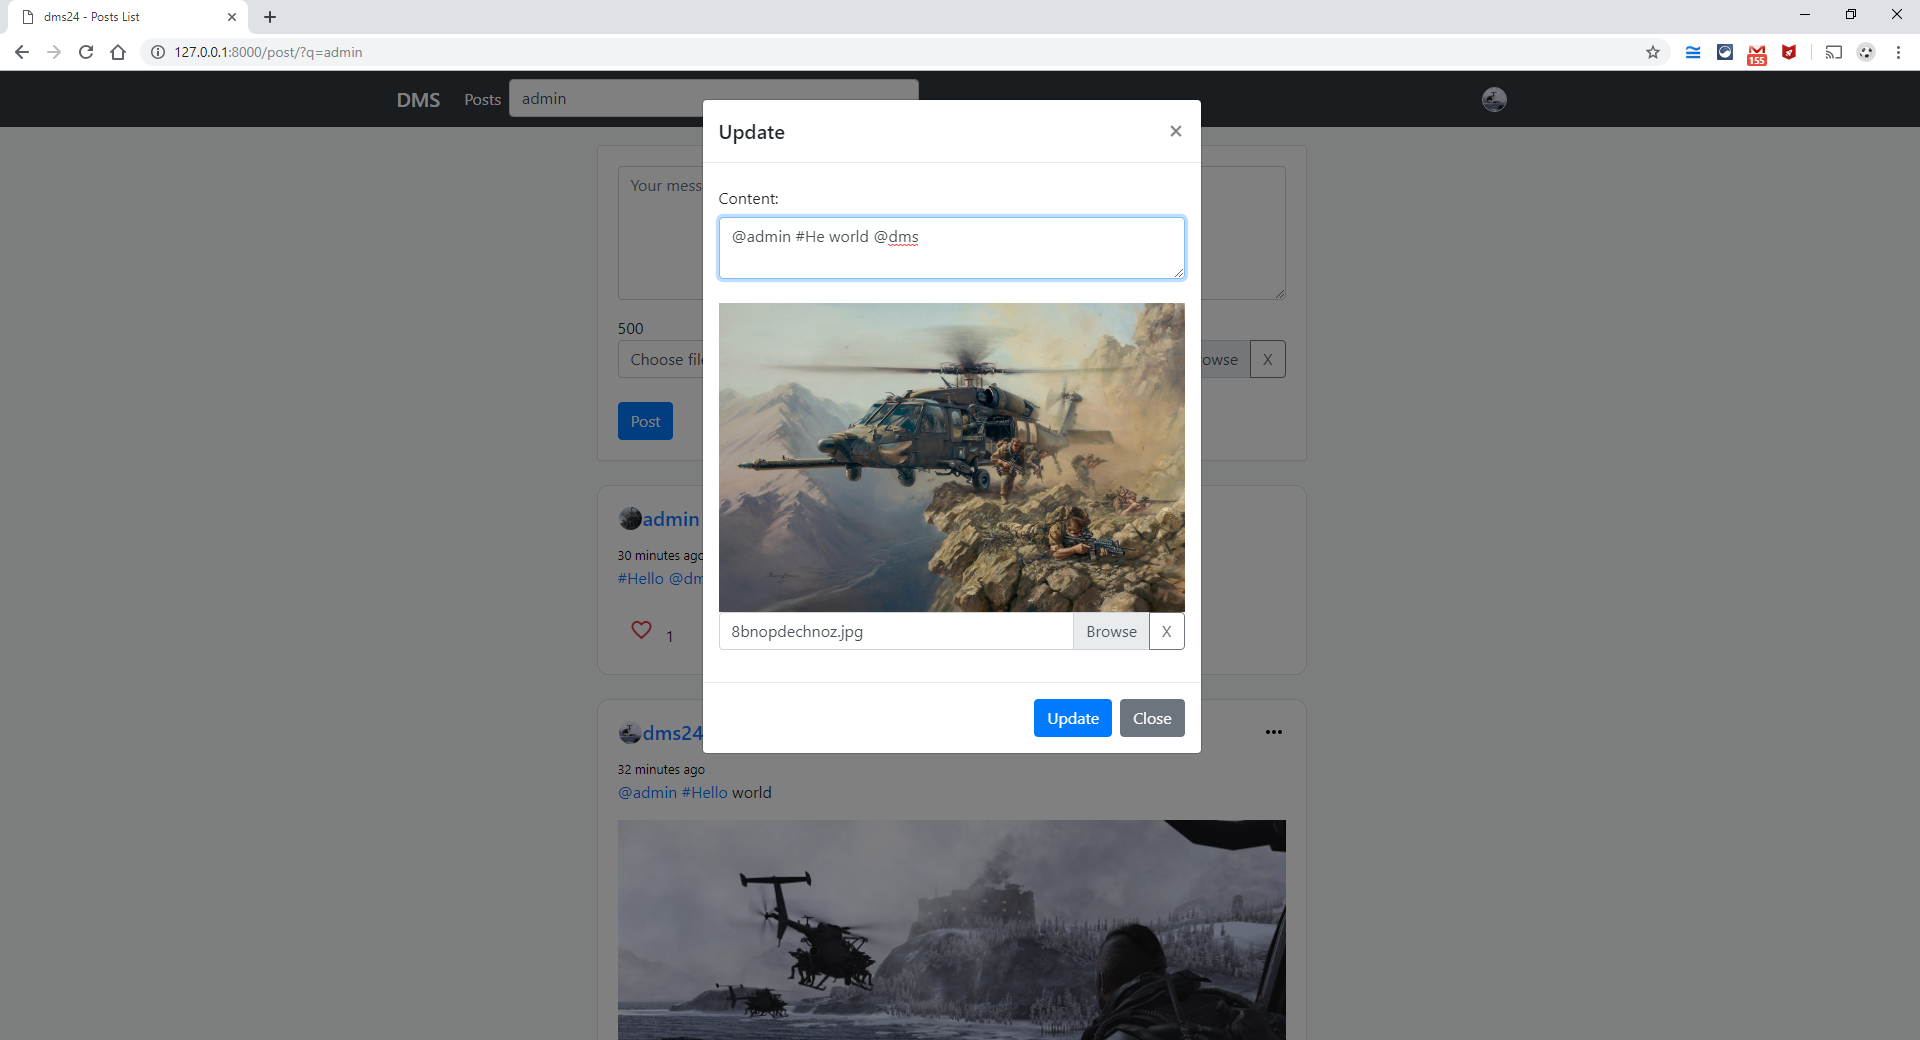 dms24 - Posts List
127.0.0.1:8000/post/?q=admin
155
DMS Posts admin
Update ×
Your mess
Content:
@admin #He world @dms
500
Choose file
owse X
Post
admin
30 minutes ago
#Hello @dm
1
8bnopdechnoz.jpg Browse X
Update Close
dms24
32 minutes ago
@admin #Hello world